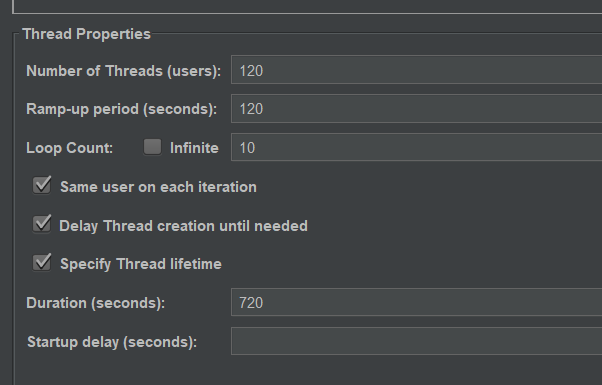 Thread Properties
Number of Threads (users): 120
Ramp-up period (seconds): 120
Loop Count: Infinite 10
Same user on each iteration
Delay Thread creation until needed
Specify Thread lifetime
Duration (seconds): 720
Startup delay (seconds):